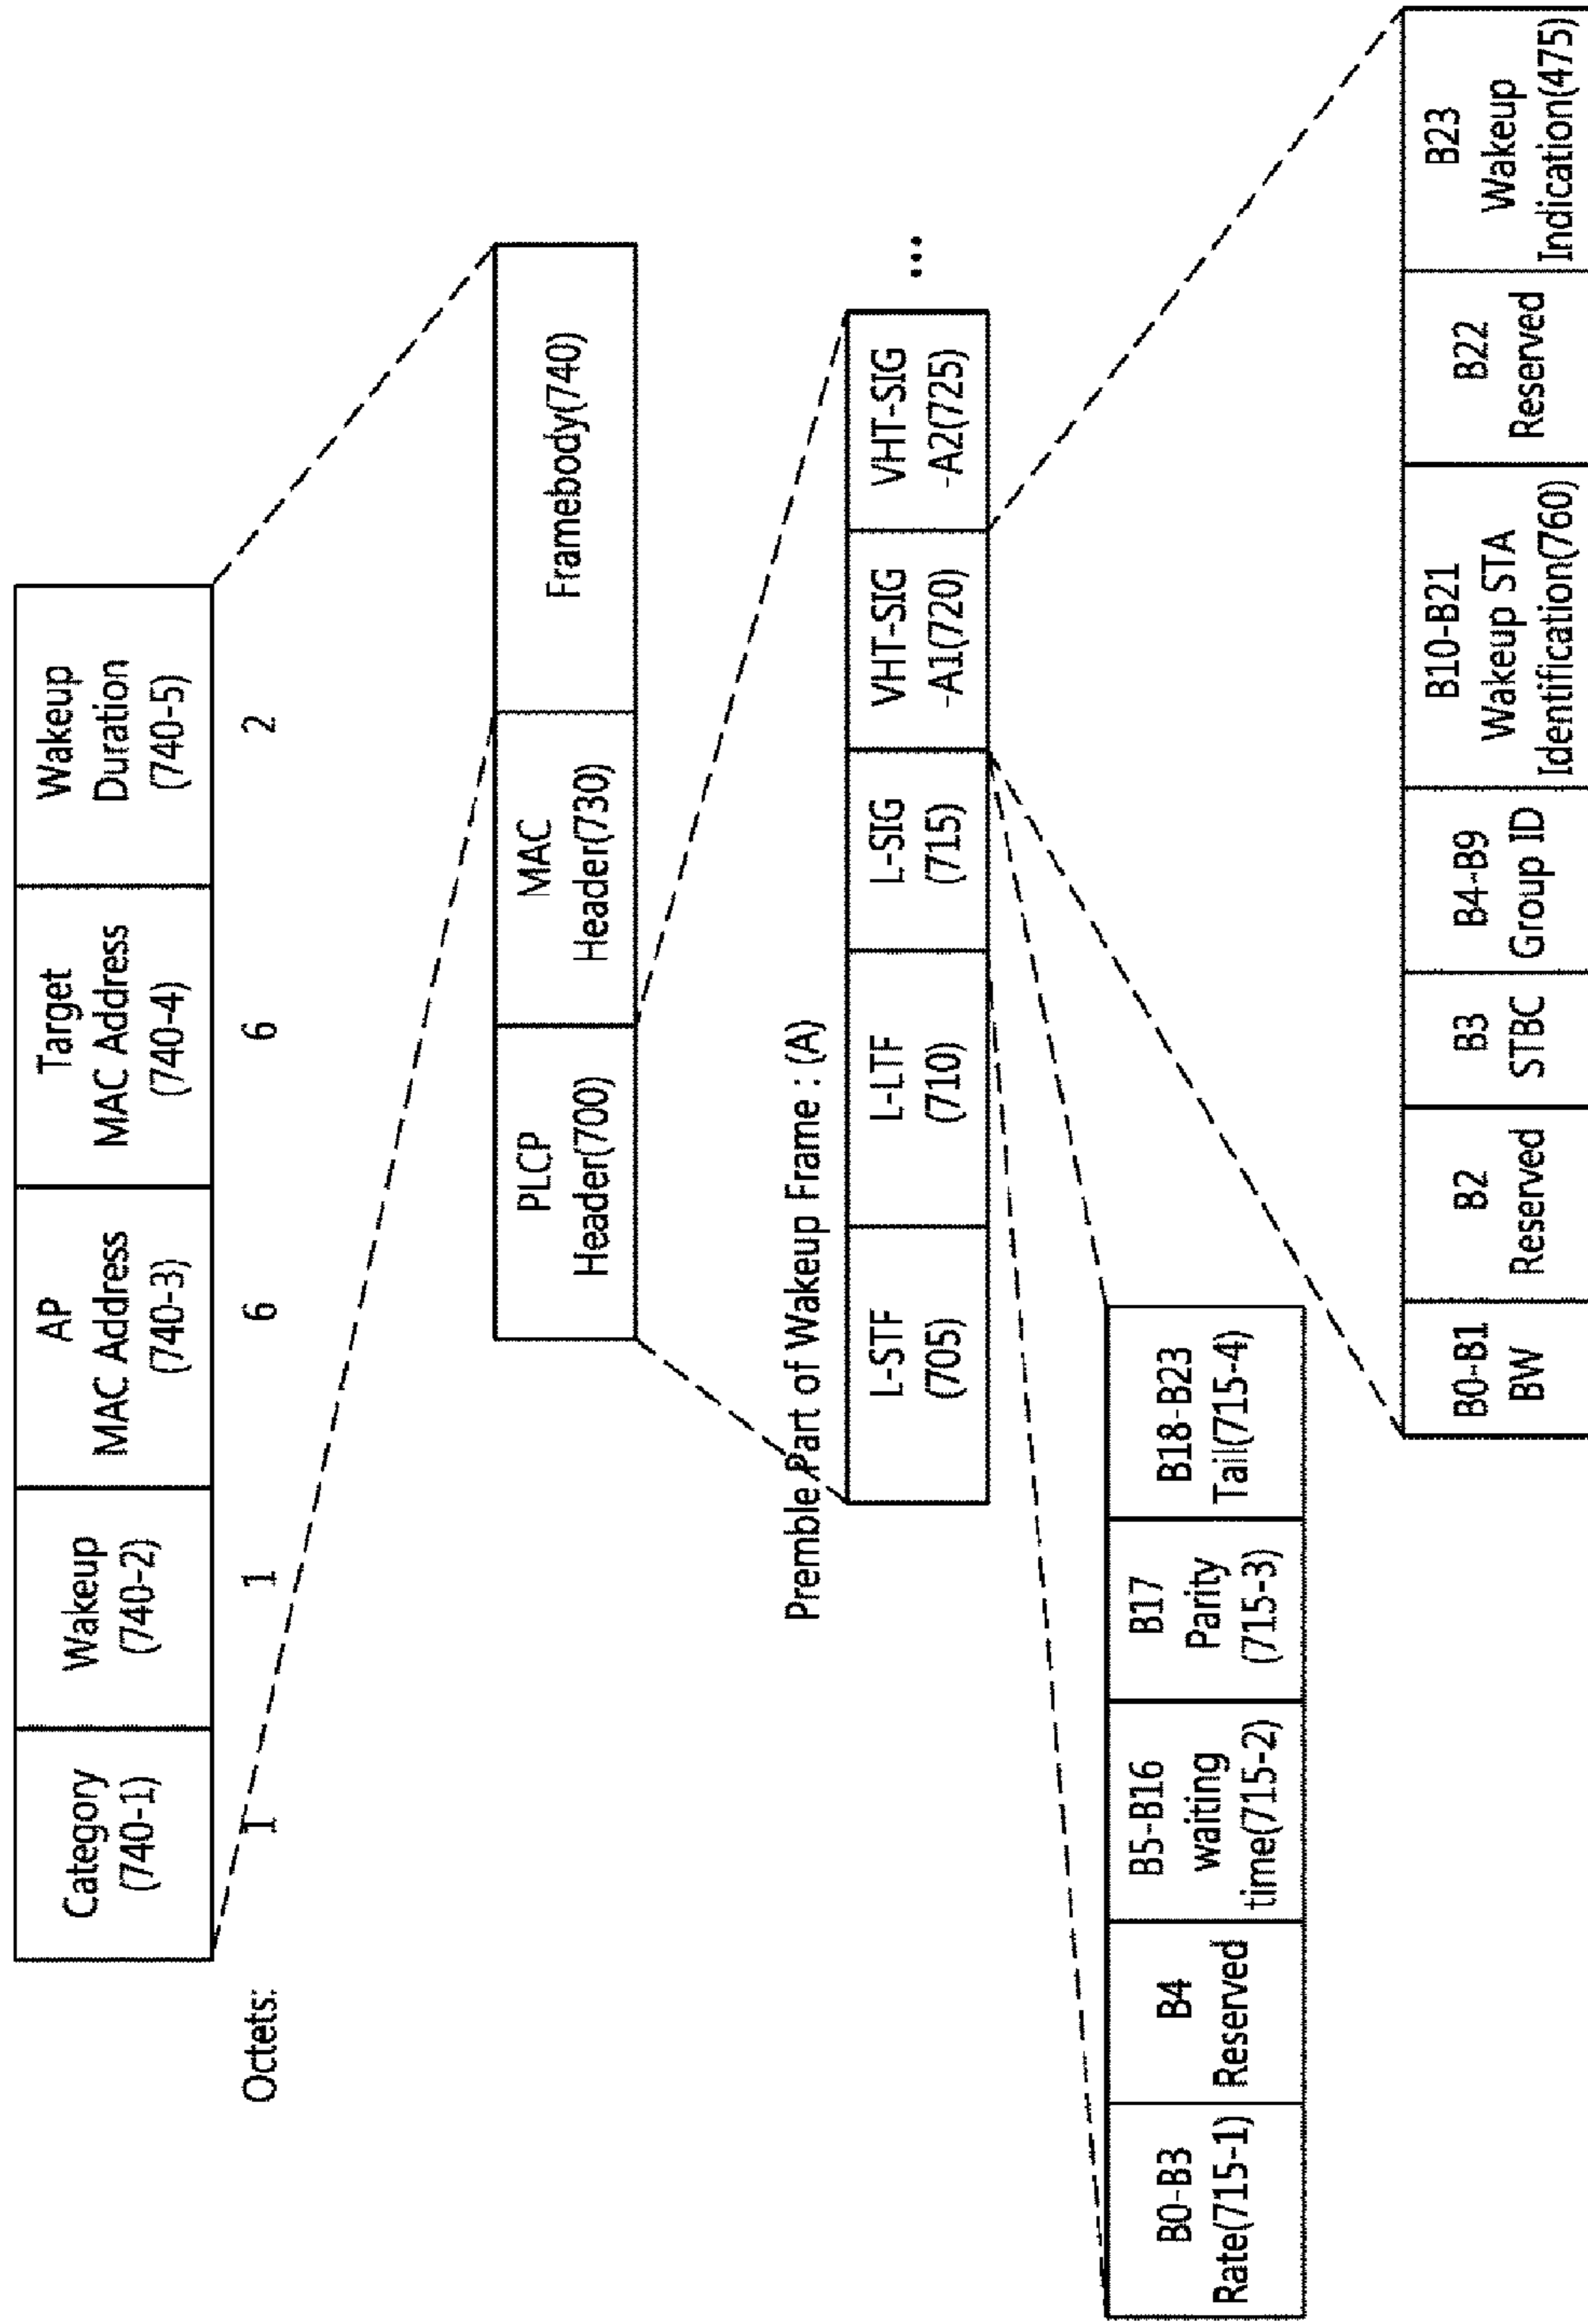 Category
(740-1)
Wakeup
(740-2)
AP
MAC Address
(740-3)
Target
MAC Address
(740-4)
Wakeup
Duration
(740-5)
Octets:
1
1
6
6
2
PLCP
Header(700)
MAC
Header(730)
Framebody(740)
Premble Part of Wakeup Frame : (A)
L-STF
(705)
L-LTF
(710)
L-SIG
(715)
VHT-SIG
-A1(720)
VHT-SIG
-A2(725)
...
B0-B3
Rate(715-1)
B4
Reserved
B5-B16
waiting
time(715-2)
B17
Parity
(715-3)
B18-B23
Tail(715-4)
B0-B1
BW
B2
Reserved
B3
STBC
B4-B9
Group ID
B10-B21
Wakeup STA
Identification(760)
B22
Reserved
B23
Wakeup
Indication(475)